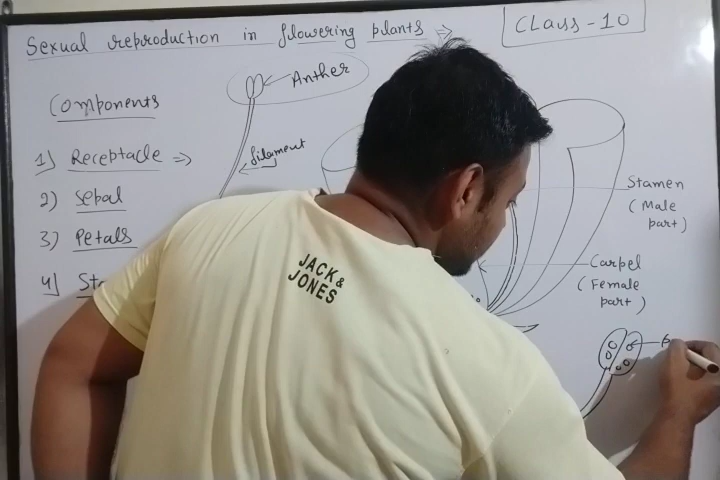 Sexual reproduction in flowering plants ⇒
Class-10
Components
Anther
filament
1) Receptacle ⇒
2) Sepal
3) Petals
4) St
Stamen
(Male
part)
Carpel
(Female
part)
JACK &
JONES